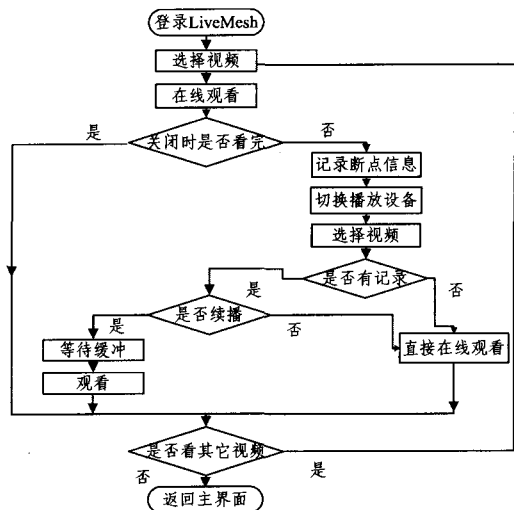 登录LiveMesh
选择视频
在线观看
是
关闭时是否看完
否
记录断点信息
切换播放设备
选择视频
是否有记录
是
否
是否续播
是
否
等待缓冲
直接在线观看
观看
是否看其它视频
否
是
返回主界面